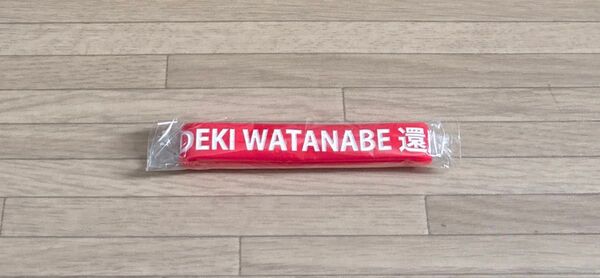 DEKI WATANABE 還